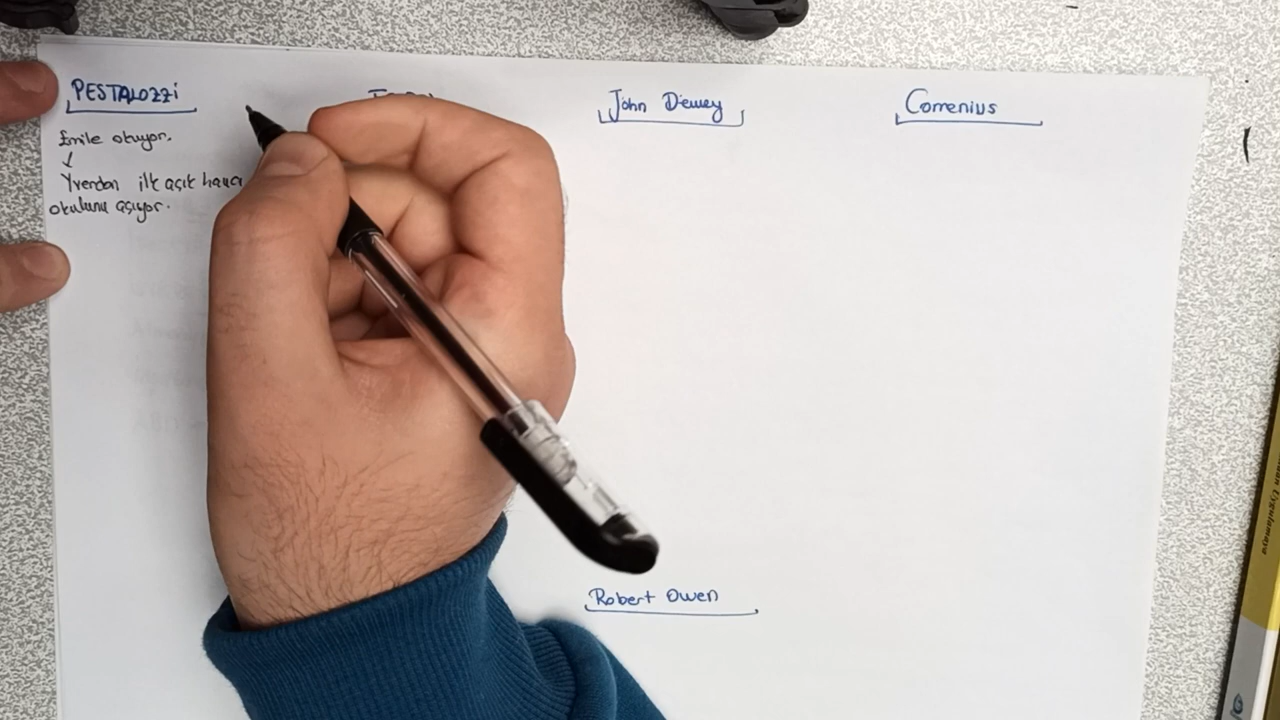 PESTALOZZi
John Dewey
Comenius
Emile okuyor.
↓
Yverdon ilk açık hava
okulunu açıyor.
Robert Owen